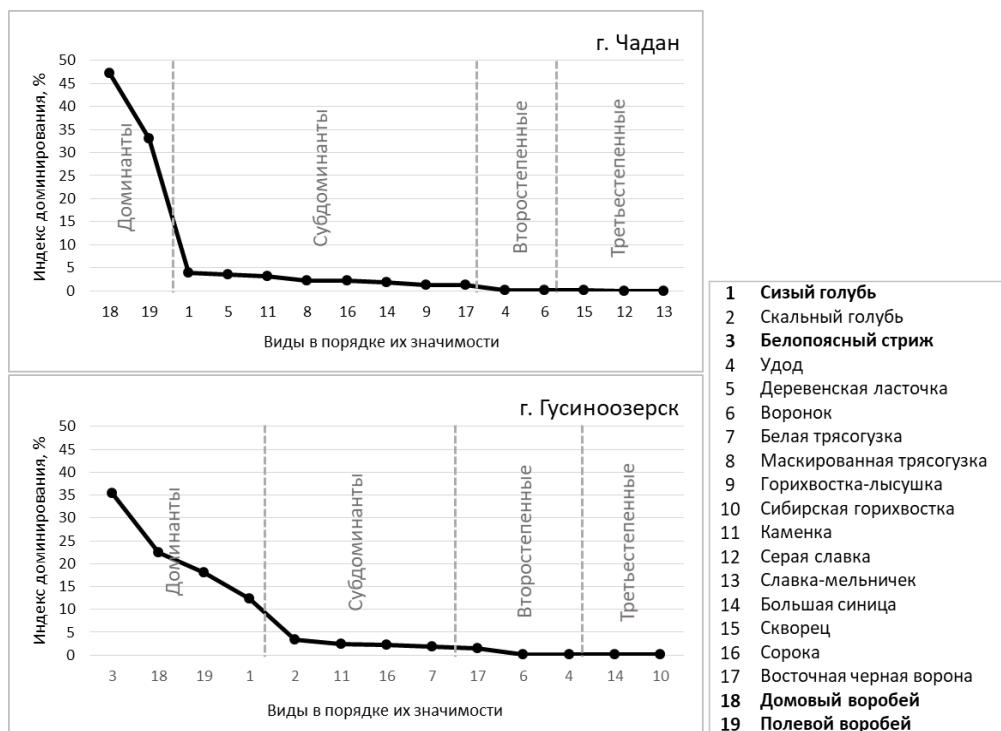 г. Чадан
Индекс доминирования, %
50
45
40
35
30
25
20
15
10
5
0
Доминанты
Субдоминанты
Второстепенные
Третьестепенные
18 19 1 5 11 8 16 14 9 17 4 6 15 12 13
Виды в порядке их значимости
г. Гусиноозерск
Индекс доминирования, %
50
45
40
35
30
25
20
15
10
5
0
Доминанты
Субдоминанты
Второстепенные
Третьестепенные
3 18 19 1 2 11 16 7 17 6 4 14 10
Виды в порядке их значимости
1 Сизый голубь
2 Скальный голубь
3 Белопоясный стриж
4 Удод
5 Деревенская ласточка
6 Воронок
7 Белая трясогузка
8 Маскированная трясогузка
9 Горихвостка-лысушка
10 Сибирская горихвостка
11 Каменка
12 Серая славка
13 Славка-мельничек
14 Большая синица
15 Скворец
16 Сорока
17 Восточная черная ворона
18 Домовый воробей
19 Полевой воробей